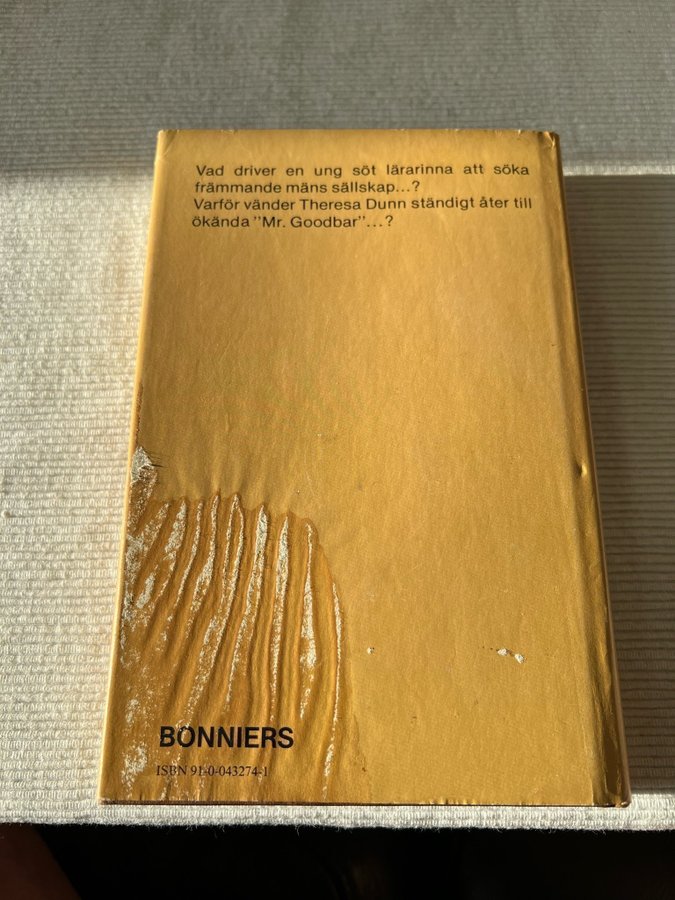 Vad driver en ung söt lärarinna att söka
främmande mäns sällskap...?
Varför vänder Theresa Dunn ständigt åter till
ökända ”Mr. Goodbar”...?
BONNIERS
ISBN 91-0-043274-1